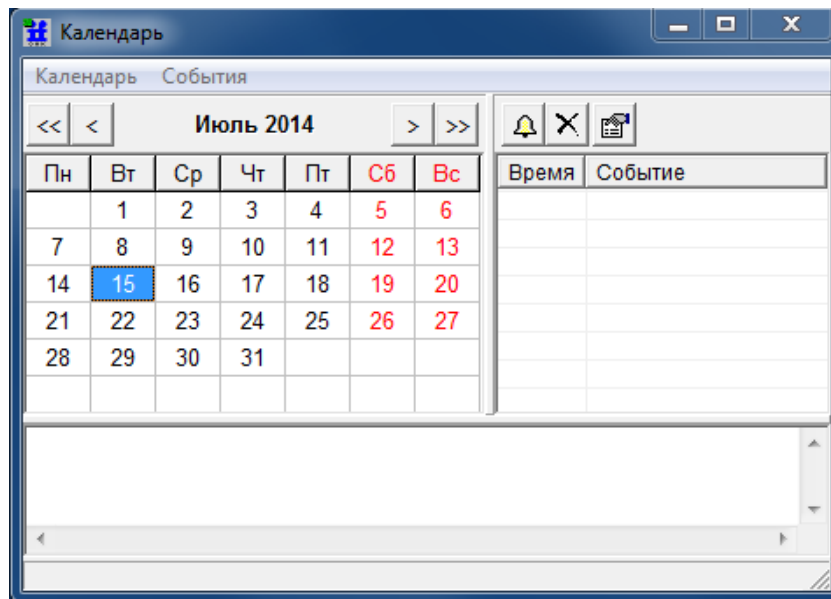 Календарь
Календарь События
<< < Июль 2014 > >>
Пн Вт Ср Чт Пт Сб Вс Время Событие
1 2 3 4 5 6
7 8 9 10 11 12 13
14 15 16 17 18 19 20
21 22 23 24 25 26 27
28 29 30 31